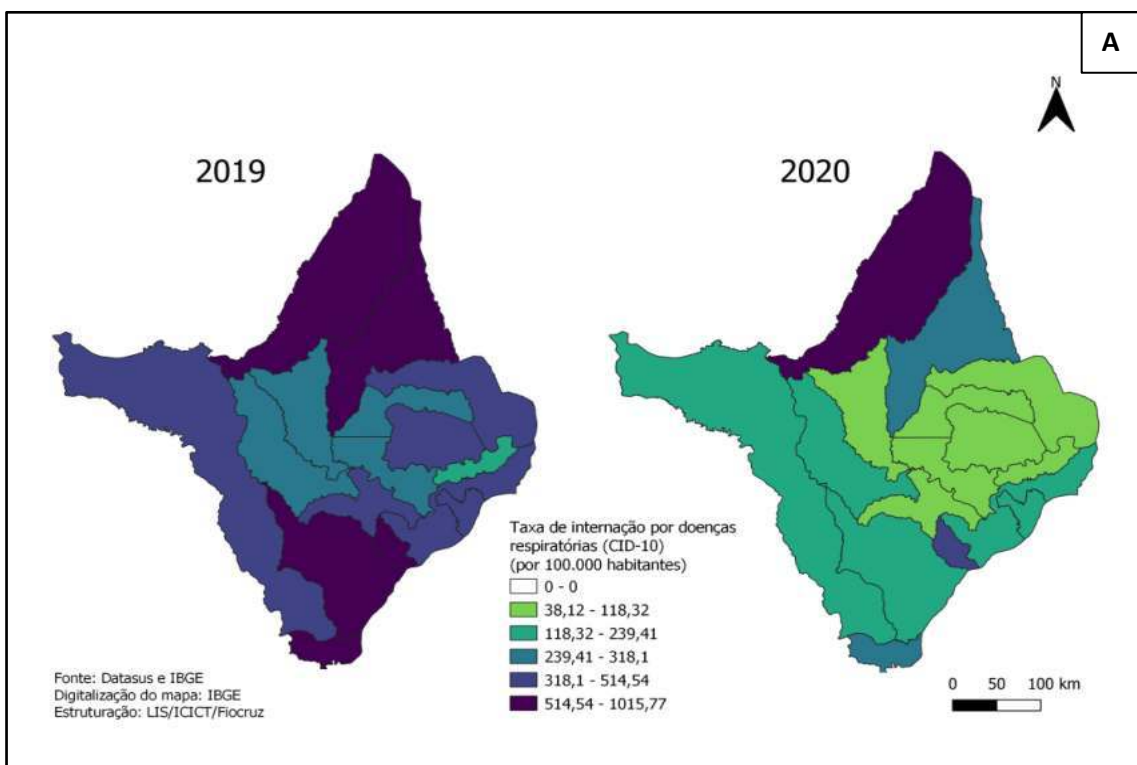 A
N
2019
2020
Taxa de internação por doenças
respiratórias (CID-10)
(por 100.000 habitantes)
0 - 0
38,12 - 118,32
118,32 - 239,41
239,41 - 318,1
318,1 - 514,54
514,54 - 1015,77
Fonte: Datasus e IBGE
Digitalização do mapa: IBGE
Estruturação: LIS/ICICT/Fiocruz
0 50 100 km